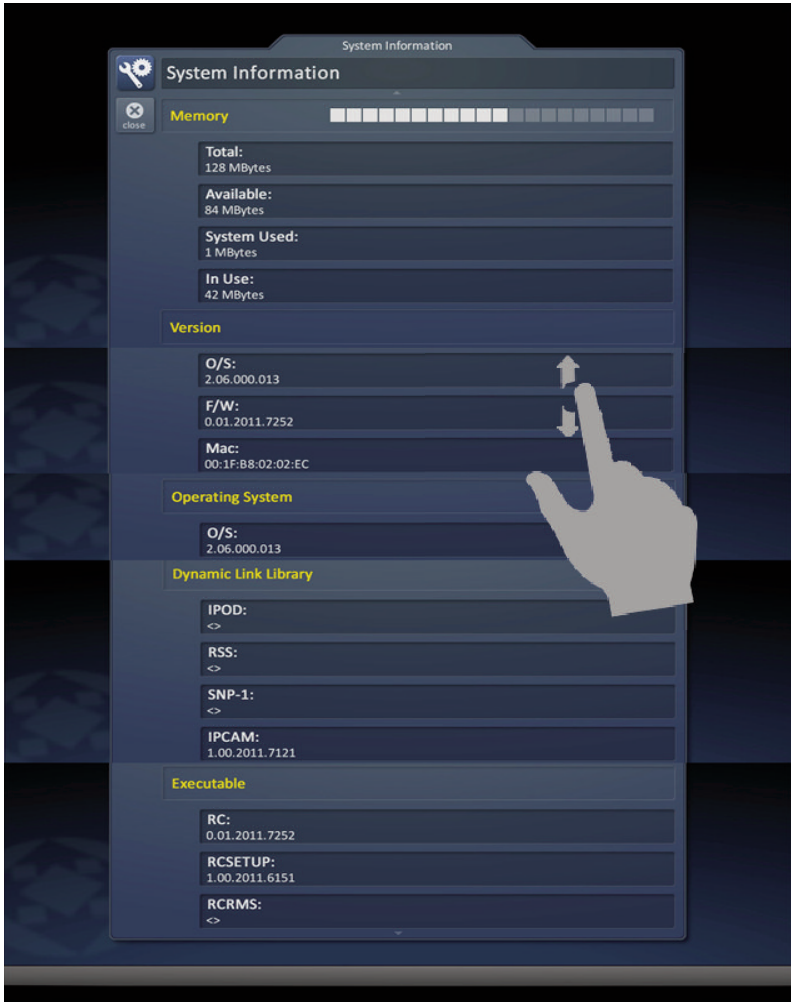 System Information
System Information
close
Memory
Total:
128 MBytes
Available:
84 MBytes
System Used:
1 MBytes
In Use:
42 MBytes
Version
O/S:
2.06.000.013
F/W:
0.01.2011.7252
Mac:
00:1F:B8:02:02:EC
Operating System
O/S:
2.06.000.013
Dynamic Link Library
IPOD:
<>
RSS:
<>
SNP-1:
<>
IPCAM:
1.00.2011.7121
Executable
RC:
0.01.2011.7252
RCSETUP:
1.00.2011.6151
RCRMS:
<>